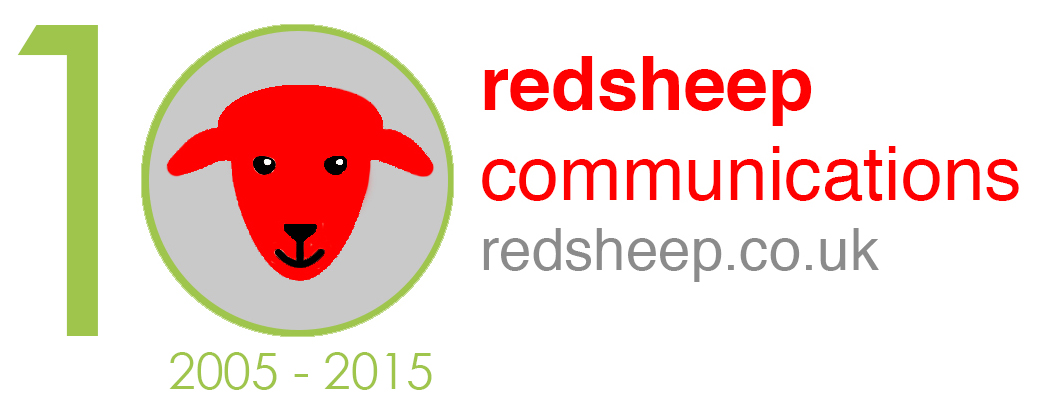 10
redsheep
communications
redsheep.co.uk
2005 - 2015